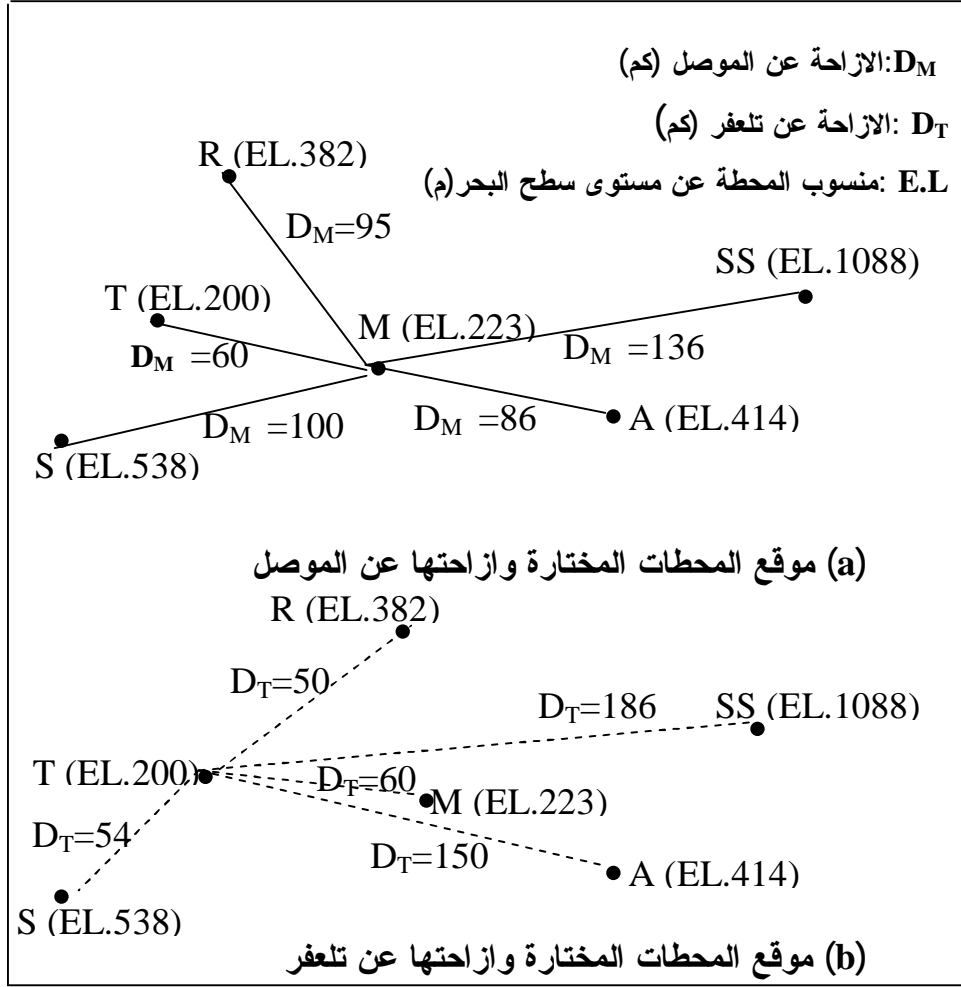 D_M:الازاحة عن الموصل (كم)
D_T :الازاحة عن تلعفر (كم)
E.L :منسوب المحطة عن مستوى سطح البحر(م)
R (EL.382)
D_M=95
SS (EL.1088)
T (EL.200)
M (EL.223)
D_M =60
D_M =136
D_M =100
D_M =86
A (EL.414)
S (EL.538)
(a) موقع المحطات المختارة وازاحتها عن الموصل
R (EL.382)
D_T=50
D_T=186
SS (EL.1088)
T (EL.200)
D_T=60
M (EL.223)
D_T=54
D_T=150
A (EL.414)
S (EL.538)
(b) موقع المحطات المختارة وازاحتها عن تلعفر